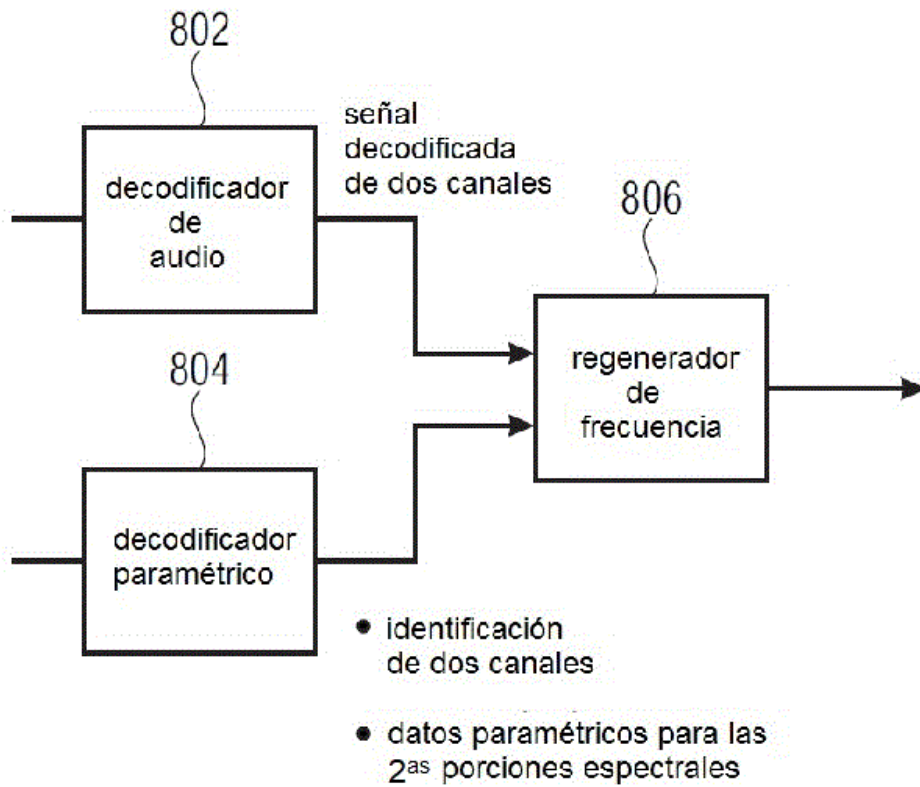 802
decodificador
de
audio
señal
decodificada
de dos canales
806
regenerador
de
frecuencia
804
decodificador
paramétrico
● identificación
de dos canales
● datos paramétricos para las
2ᵃˢ porciones espectrales